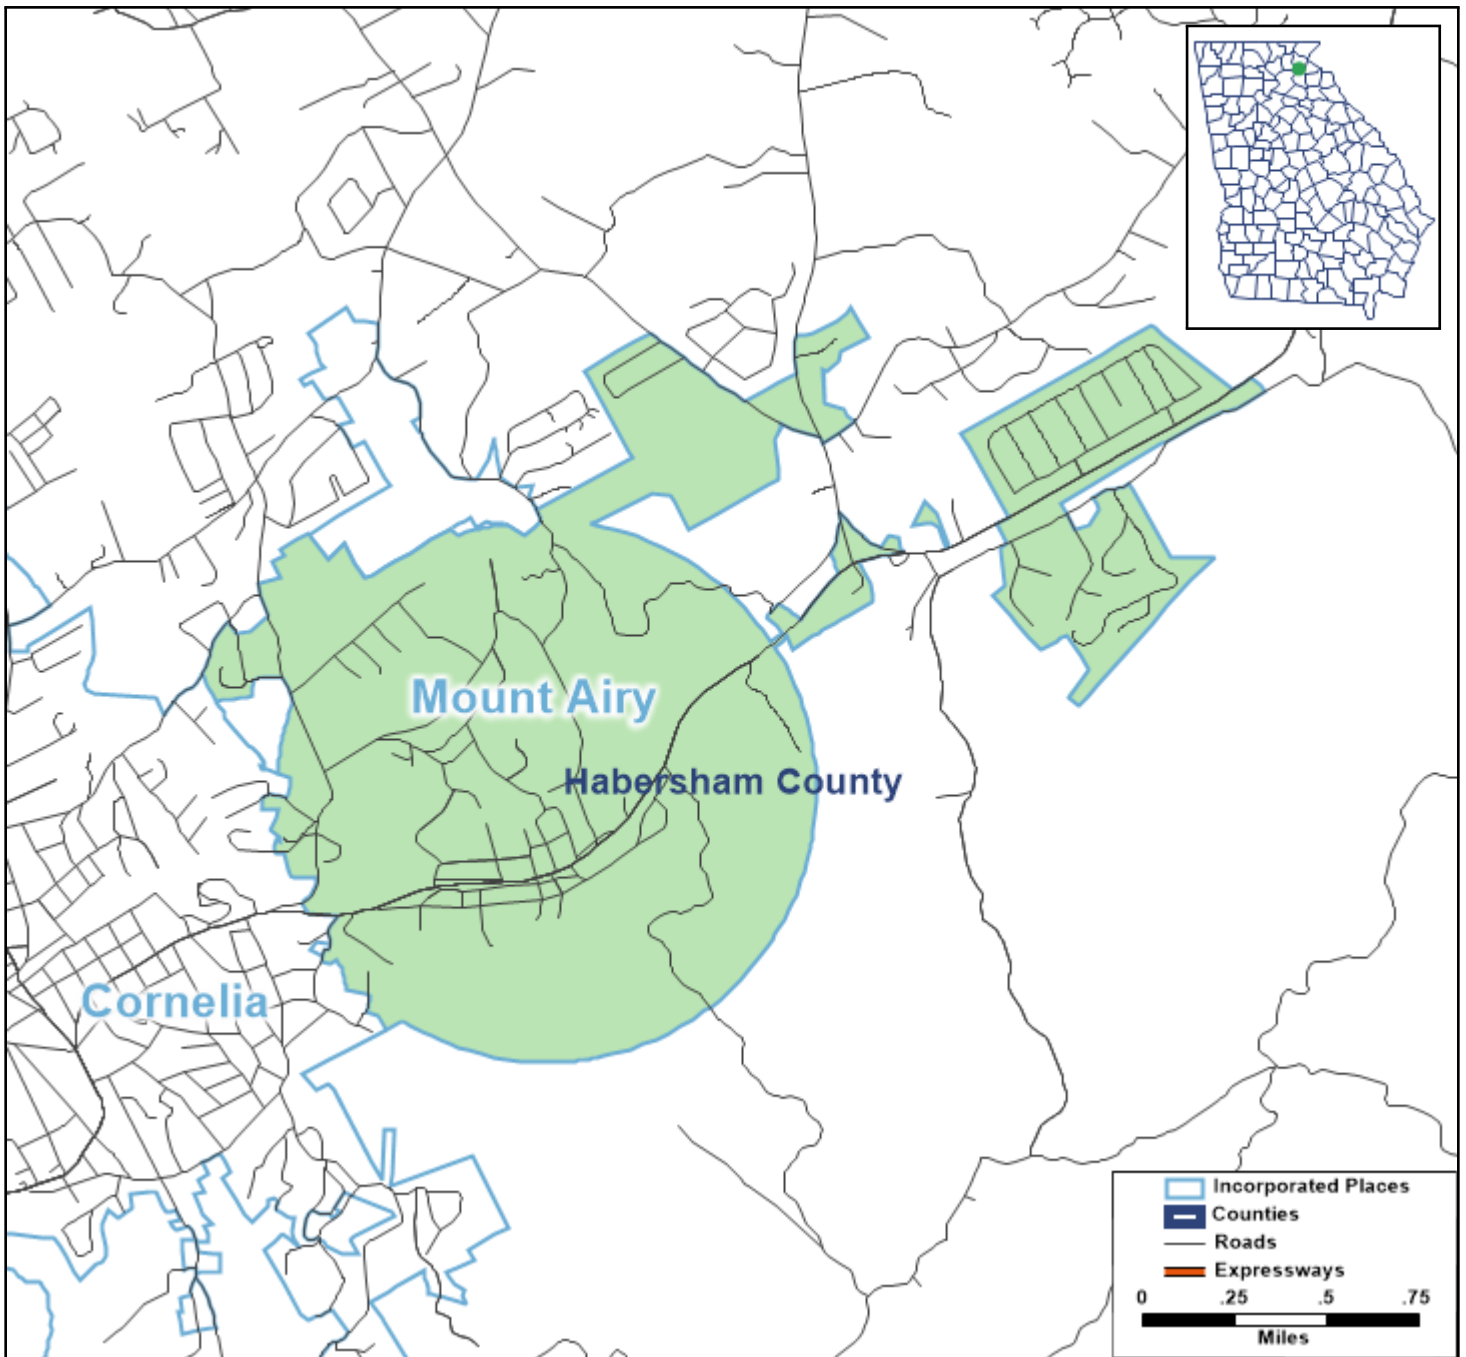 Mount Airy
Habersham County
Cornelia
Incorporated Places
Counties
Roads
Expressways
0 .25 .5 .75
Miles